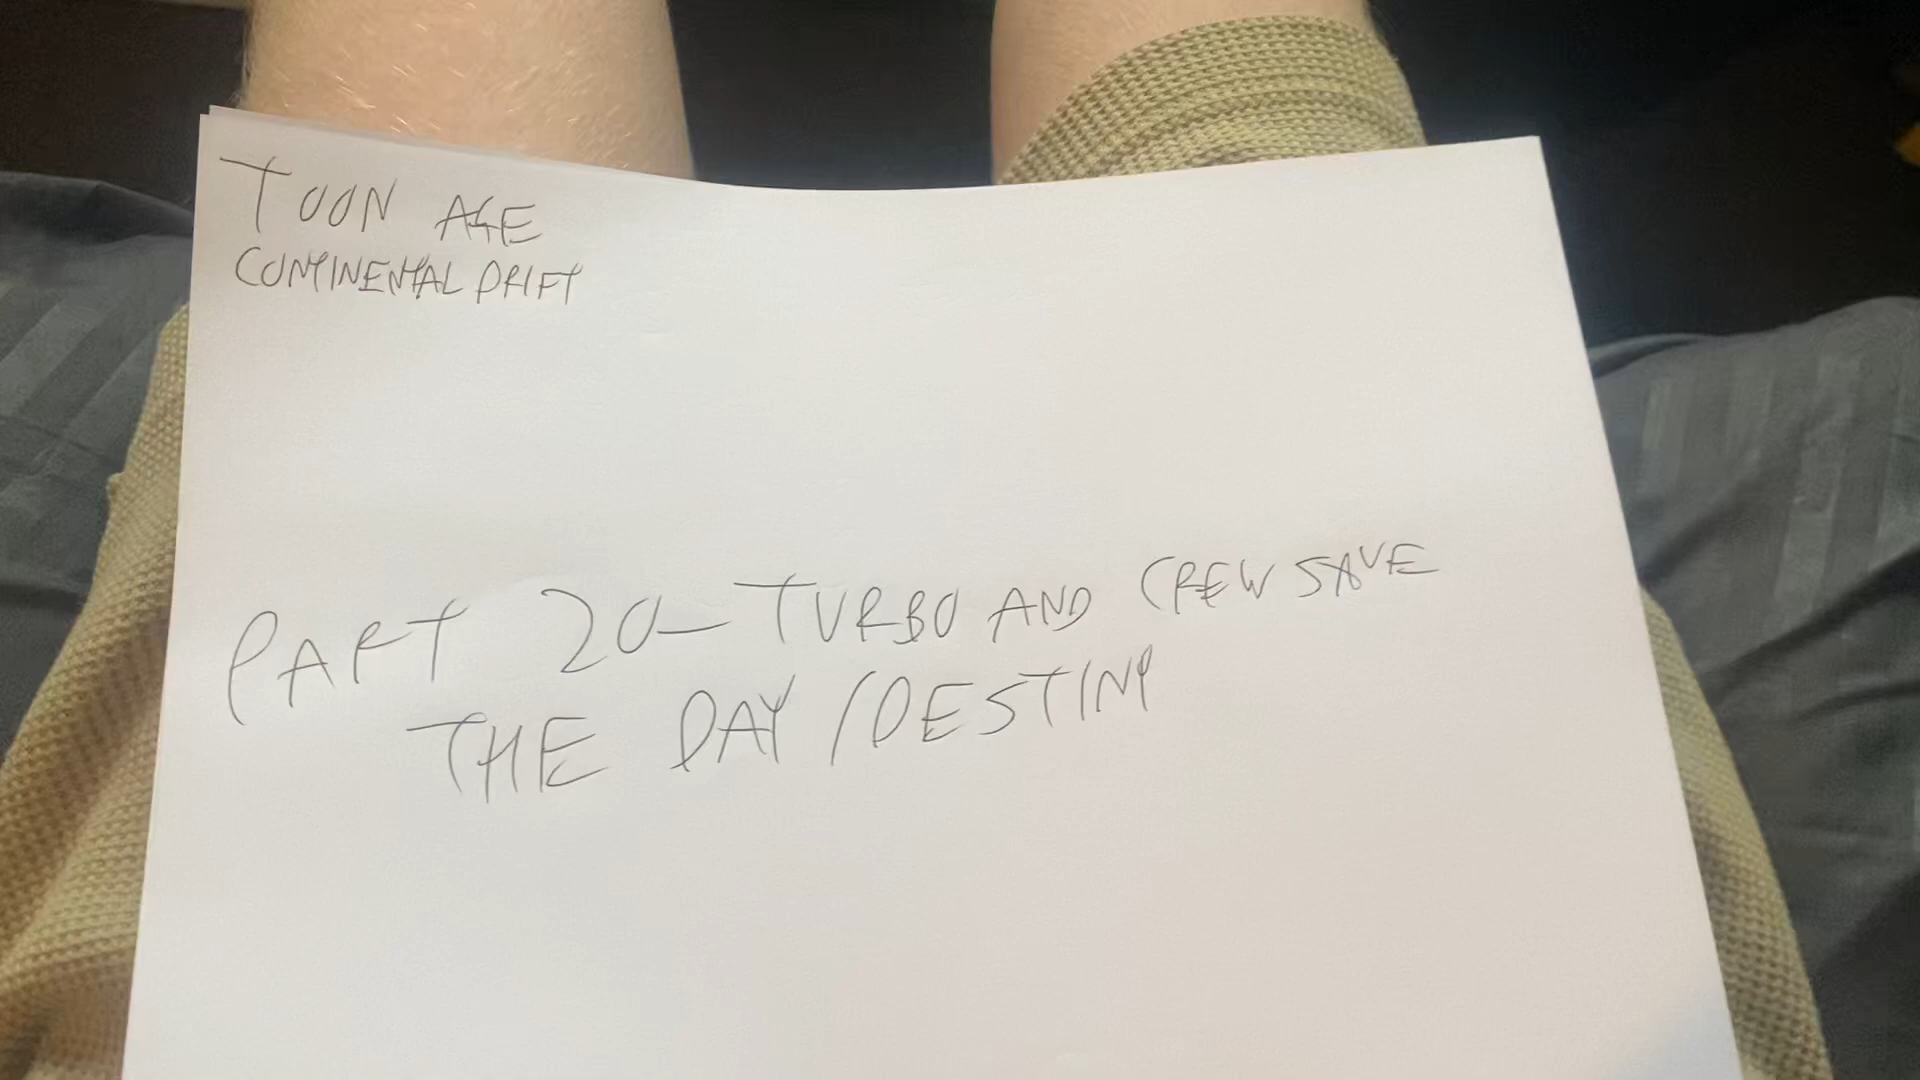 TOON AGE
CONTINENTAL DRIFT
PART 20-TURBO AND CREW SAVE
THE DAY/DESTINY